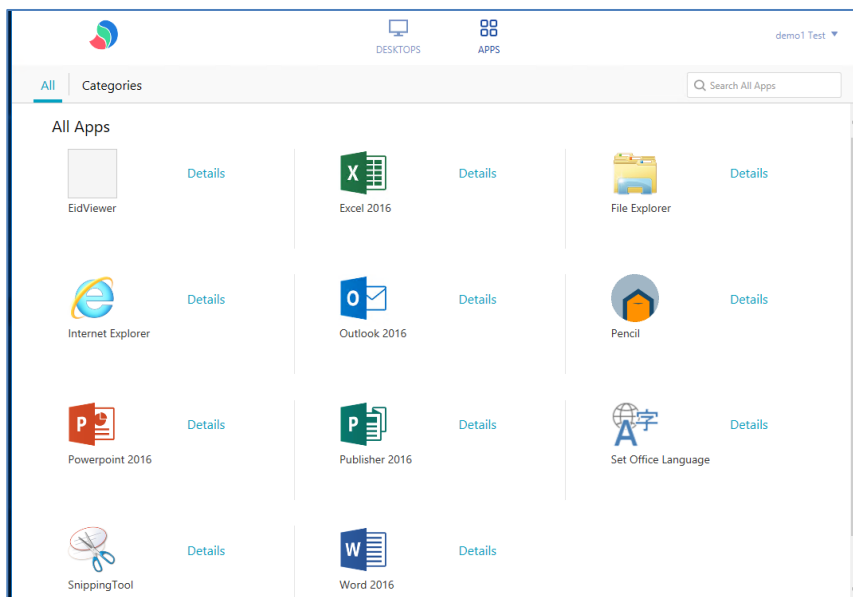 DESKTOPS
APPS
demo1 Test
All
Categories
Search All Apps
All Apps
Details
Details
Details
EidViewer
Excel 2016
File Explorer
Details
Details
Details
Internet Explorer
Outlook 2016
Pencil
Details
Details
Details
Powerpoint 2016
Publisher 2016
Set Office Language
Details
Details
SnippingTool
Word 2016